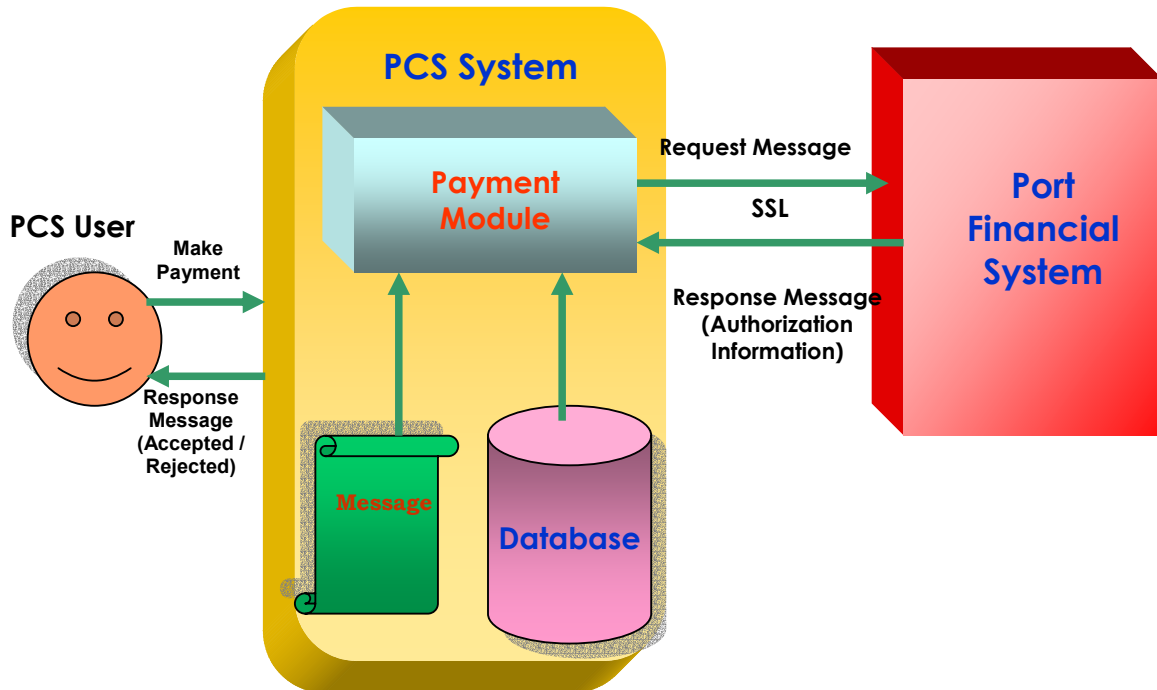 PCS System
Payment
Module
Request Message
SSL
Response Message
(Authorization
Information)
Port
Financial
System
PCS User
Make
Payment
Response
Message
(Accepted /
Rejected)
Message
Database